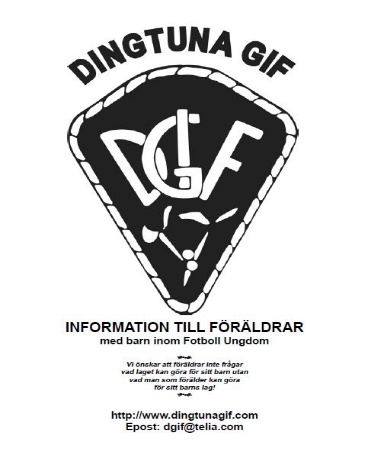 DINGTUNA GIF
DGIF
INFORMATION TILL FÖRÄLDRAR
med barn inom Fotboll Ungdom
Vi önskar att föräldrar inte frågar
vad laget kan göra för sitt barn utan
vad man som förälder kan göra
för sitt barns lag!
http://www.dingtunagif.com
Epost: dgif@telia.com